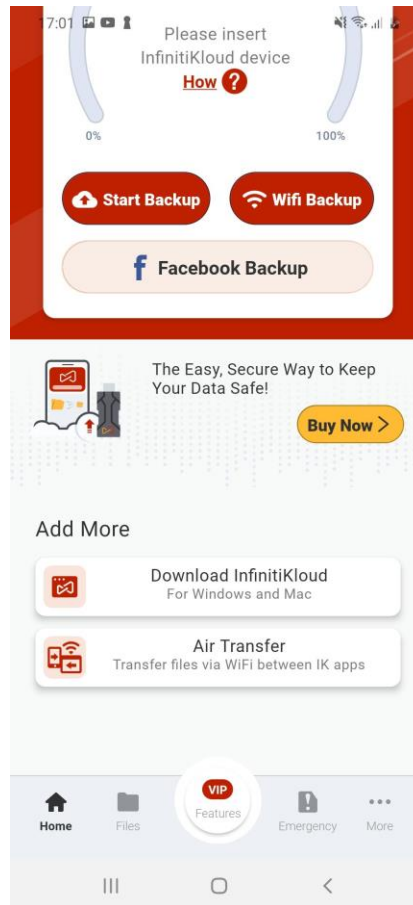 17:01
Please insert
InfinitiKloud device
How ?
0%
100%
Start Backup
Wifi Backup
f Facebook Backup
The Easy, Secure Way to Keep
Your Data Safe!
Buy Now >
Add More
Download InfinitiKloud
For Windows and Mac
Air Transfer
Transfer files via WiFi between IK apps
VIP
Features
Home
Files
Emergency
More